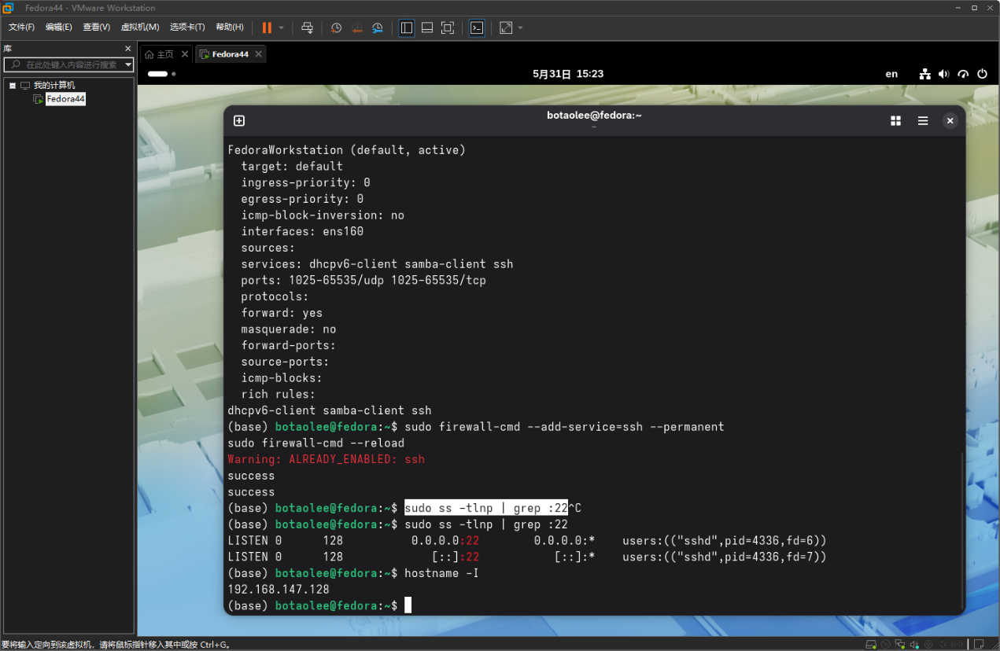 Fedora44 - VMware Workstation
文件(F) 编辑(E) 查看(V) 虚拟机(M) 选项卡(T) 帮助(H)
库
在此处键入内容进行搜索
我的计算机
Fedora44
主页
Fedora44
5月31日 15:23
en
botaolee@fedora:~
~
FedoraWorkstation (default, active)
  target: default
  ingress-priority: 0
  egress-priority: 0
  icmp-block-inversion: no
  interfaces: ens160
  sources:
  services: dhcpv6-client samba-client ssh
  ports: 1025-65535/udp 1025-65535/tcp
  protocols:
  forward: yes
  masquerade: no
  forward-ports:
  source-ports:
  icmp-blocks:
  rich rules:
dhcpv6-client samba-client ssh
(base) botaolee@fedora:~$ sudo firewall-cmd --add-service=ssh --permanent
sudo firewall-cmd --reload
Warning: ALREADY_ENABLED: ssh
success
success
(base) botaolee@fedora:~$ sudo ss -tlnp | grep :22^C
(base) botaolee@fedora:~$ sudo ss -tlnp | grep :22
LISTEN 0      128          0.0.0.0:22        0.0.0.0:*    users:(("sshd",pid=4336,fd=6))
LISTEN 0      128             [::]:22           [::]:*    users:(("sshd",pid=4336,fd=7))
(base) botaolee@fedora:~$ hostname -I
192.168.147.128
(base) botaolee@fedora:~$
要将输入定向到该虚拟机，请将鼠标指针移入其中或按 Ctrl+G。